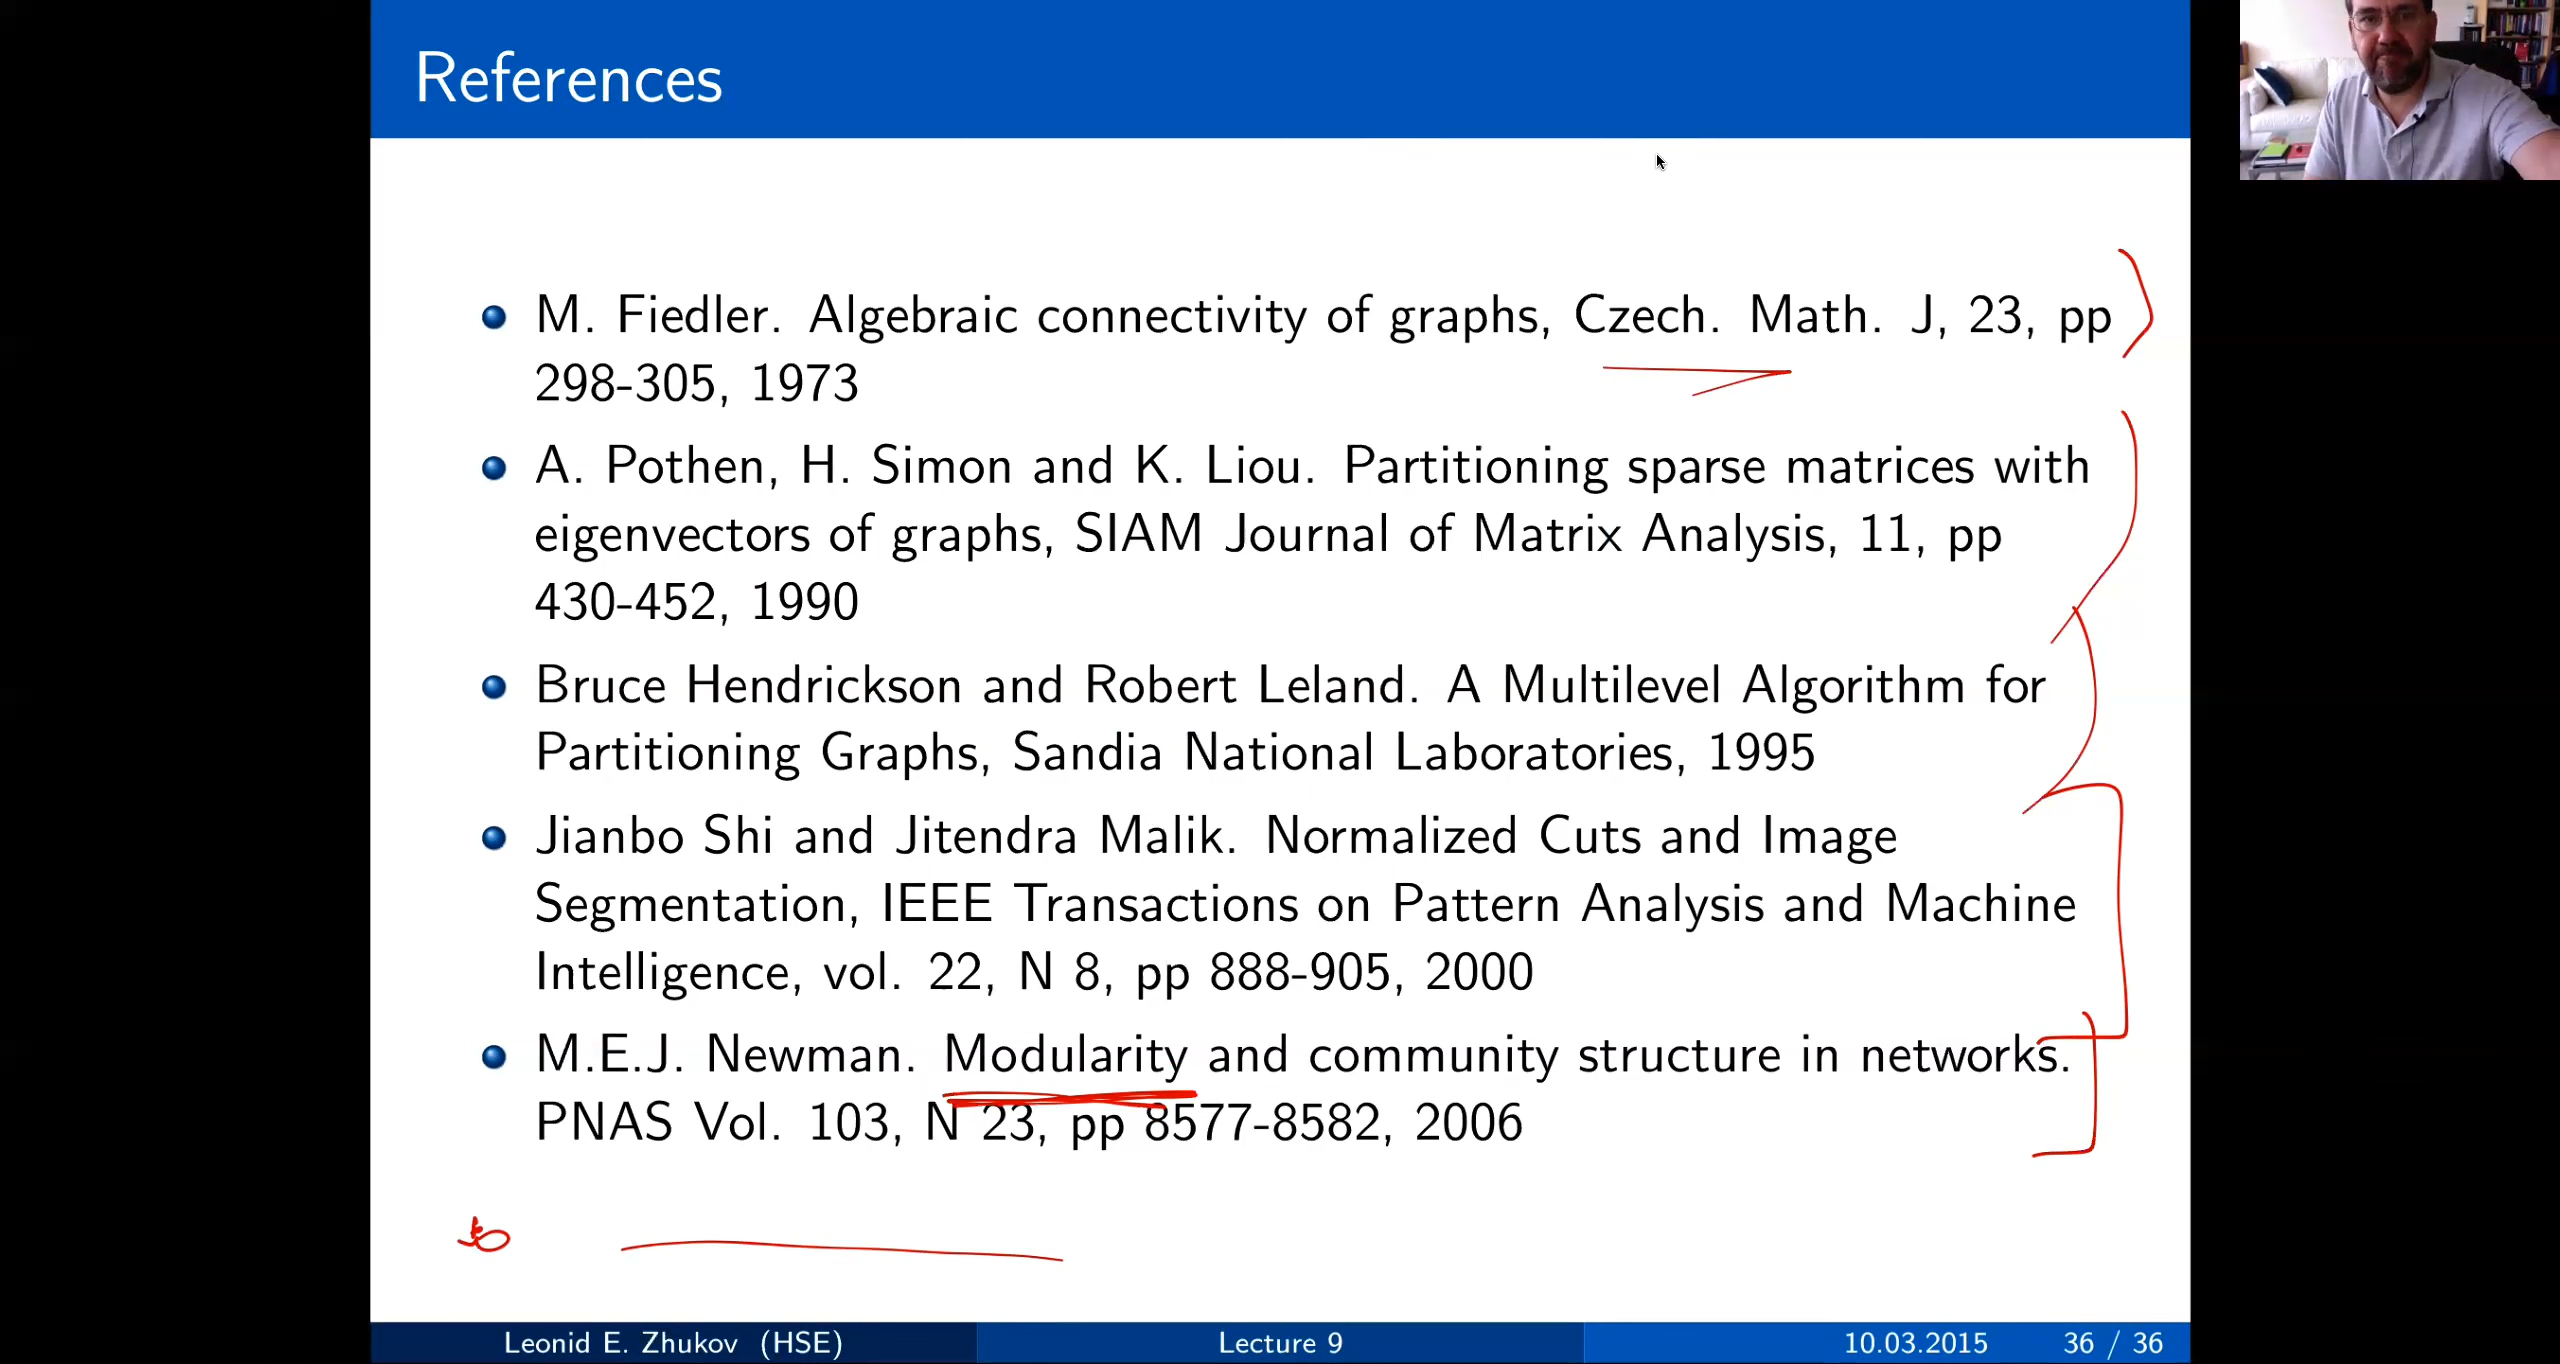 References
M. Fiedler. Algebraic connectivity of graphs, Czech. Math. J, 23, pp
298-305, 1973
A. Pothen, H. Simon and K. Liou. Partitioning sparse matrices with
eigenvectors of graphs, SIAM Journal of Matrix Analysis, 11, pp
430-452, 1990
Bruce Hendrickson and Robert Leland. A Multilevel Algorithm for
Partitioning Graphs, Sandia National Laboratories, 1995
Jianbo Shi and Jitendra Malik. Normalized Cuts and Image
Segmentation, IEEE Transactions on Pattern Analysis and Machine
Intelligence, vol. 22, N 8, pp 888-905, 2000
M.E.J. Newman. Modularity and community structure in networks.
PNAS Vol. 103, N 23, pp 8577-8582, 2006
Leonid E. Zhukov (HSE) Lecture 9 10.03.2015 36 / 36